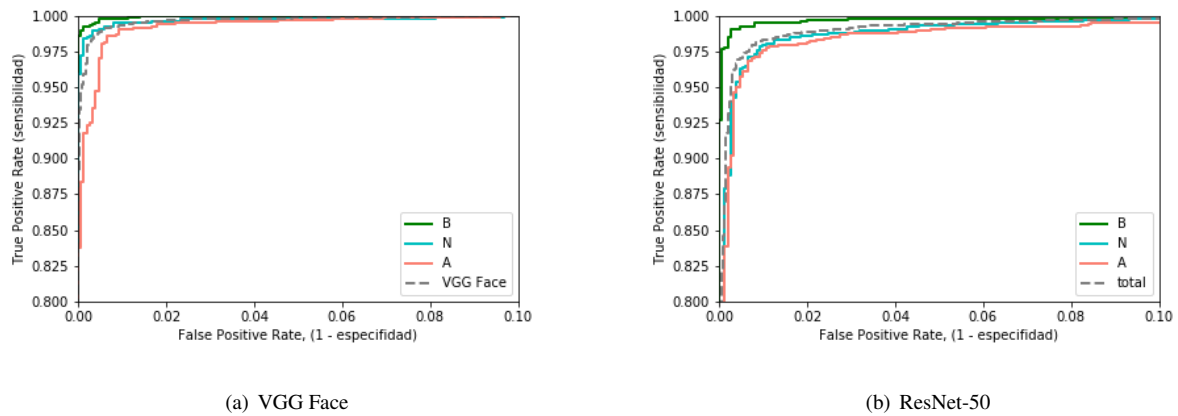 1.000
0.975
0.950
0.925
0.900
0.875
0.850
0.825
0.800
True Positive Rate (sensibilidad)
B
N
A
VGG Face
0.00 0.02 0.04 0.06 0.08 0.10
False Positive Rate, (1 - especifidad)
(a) VGG Face
1.000
0.975
0.950
0.925
0.900
0.875
0.850
0.825
0.800
True Positive Rate (sensibilidad)
B
N
A
total
0.00 0.02 0.04 0.06 0.08 0.10
False Positive Rate, (1 - especifidad)
(b) ResNet-50